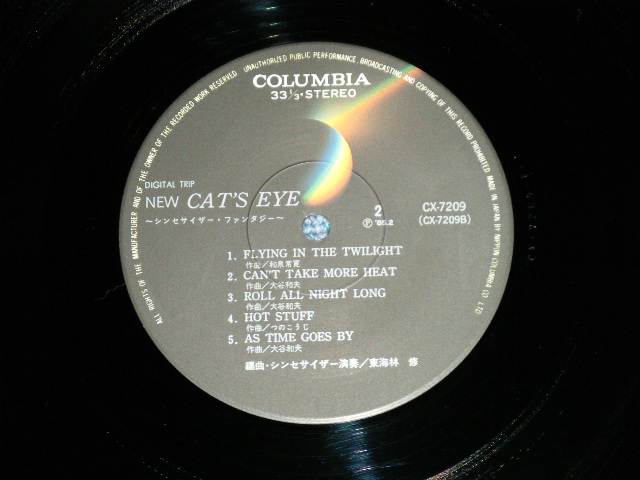 ALL RIGHTS OF THE MANUFACTURER AND OF THE OWNER OF THE RECORDED WORK RESERVED. UNAUTHORIZED PUBLIC PERFORMANCE, BROADCASTING AND COPYING OF THIS RECORD PROHIBITED MADE IN JAPAN BY NIPPON COLUMBIA CO. LTD
COLUMBIA
33⅓・STEREO
DIGITAL TRIP
NEW CAT'S EYE
〜シンセサイザー・ファンタジー〜
2
CX-7209
(CX-7209B)
1. FLYING IN THE TWILIGHT
作曲/和泉常寛
2. CAN'T TAKE MORE HEAT
作曲/大谷和夫
3. ROLL ALL NIGHT LONG
作曲/大谷和夫
4. HOT STUFF
作曲/つのこうじ
5. AS TIME GOES BY
作曲/大谷和夫
編曲・シンセサイザー演奏/東海林 修